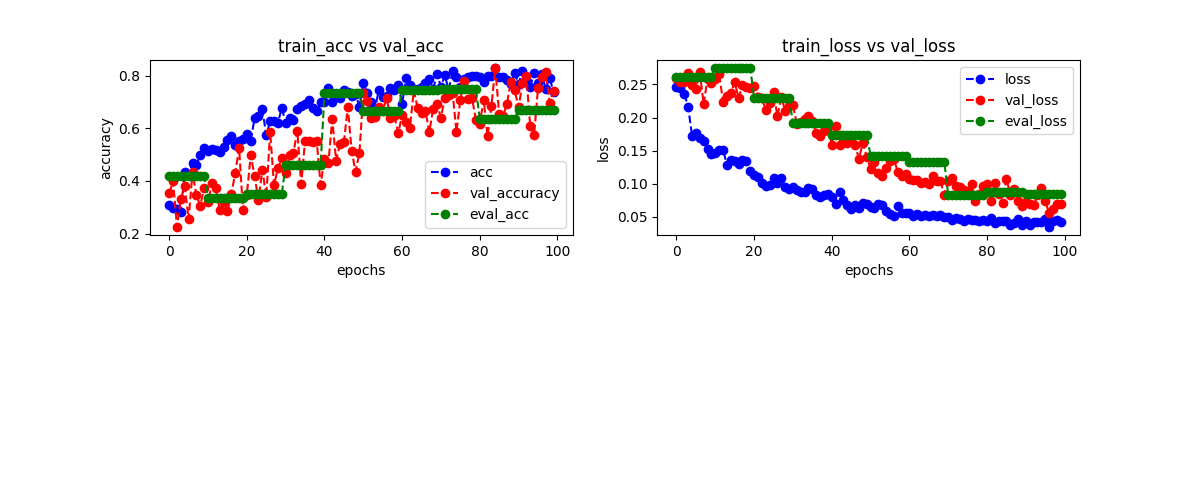 train_acc vs val_acc
accuracy
0.8
0.6
0.4
0.2
acc
val_accuracy
eval_acc
0 20 40 60 80 100
epochs
train_loss vs val_loss
loss
0.25
0.20
0.15
0.10
0.05
loss
val_loss
eval_loss
0 20 40 60 80 100
epochs